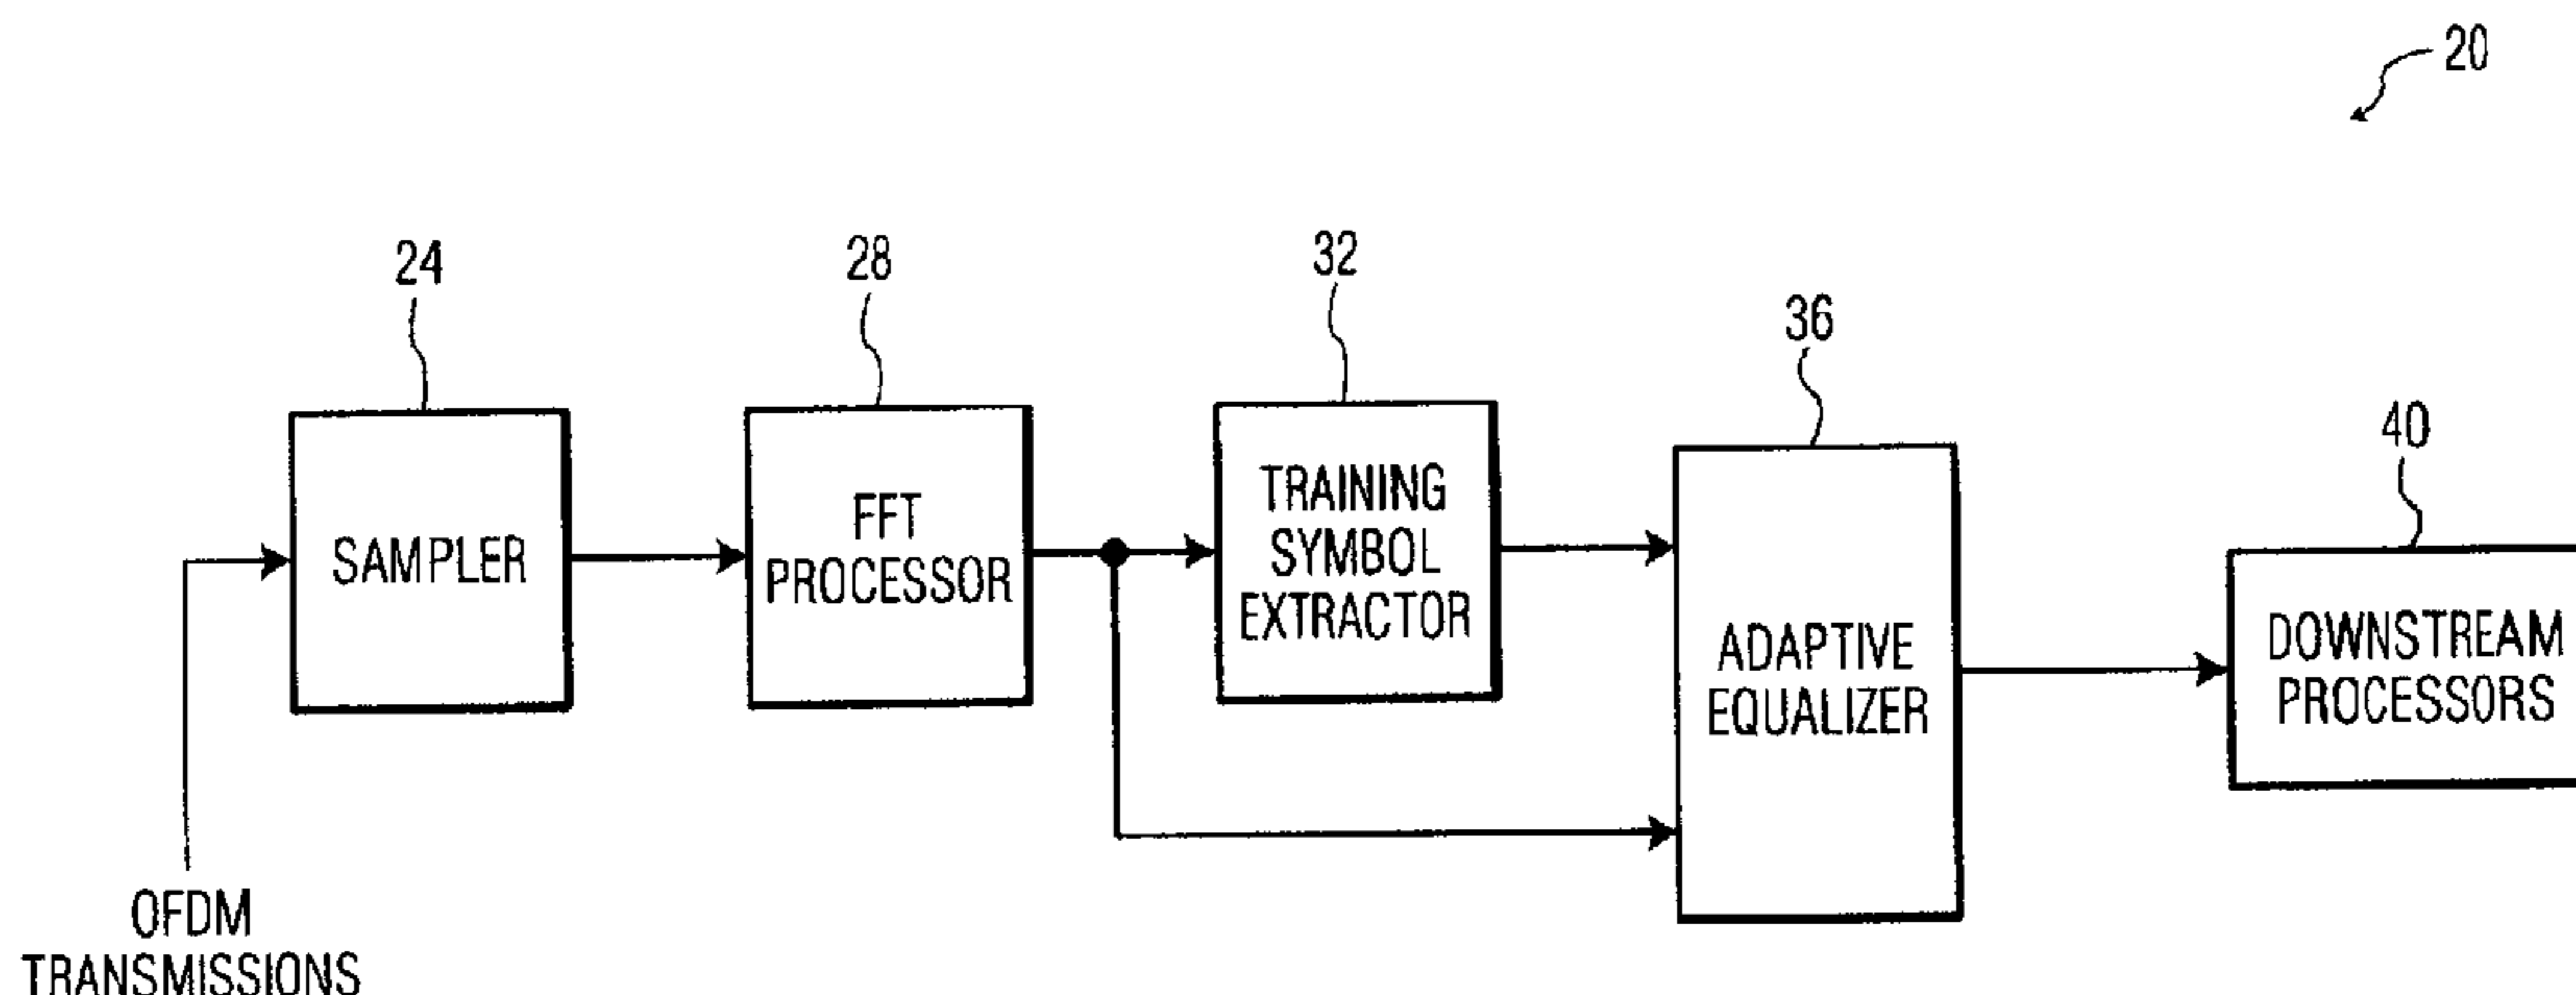 20
24
28
32
36
40
SAMPLER
FFT
PROCESSOR
TRAINING
SYMBOL
EXTRACTOR
ADAPTIVE
EQUALIZER
DOWNSTREAM
PROCESSORS
OFDM
TRANSMISSIONS